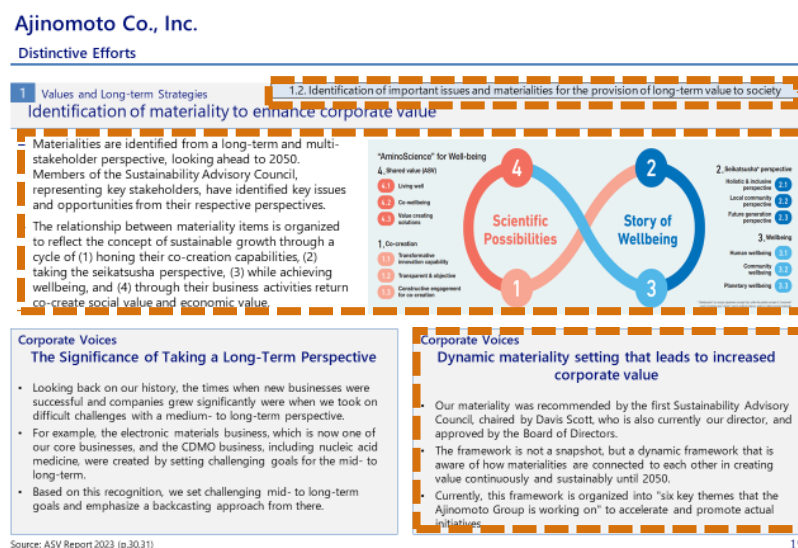 Ajinomoto Co., Inc.
Distinctive Efforts
1 Values and Long-term Strategies
1.2. Identification of important issues and materialities for the provision of long-term value to society
Identification of materiality to enhance corporate value
– Materialities are identified from a long-term and multi-
stakeholder perspective, looking ahead to 2050.
Members of the Sustainability Advisory Council,
representing key stakeholders, have identified key issues
and opportunities from their respective perspectives.
The relationship between materiality items is organized
to reflect the concept of sustainable growth through a
cycle of (1) honing their co-creation capabilities, (2)
taking the seikatsusha perspective, (3) while achieving
wellbeing, and (4) through their business activities return
co-create social value and economic value.
"AminoScience" for Well-being
4. Shared value (ASV)
4.1 Living well
4.2 Co-wellbeing
4.3 Value creating
solutions
1. Co-creation
1.1 Transformative
innovation capability
1.2 Transparent & objective
1.3 Constructive engagement
for co-creation
4
2
Scientific
Possibilities
Story of
Wellbeing
1
3
2. Seikatsusha* perspective
Holistic & inclusive
perspective 2.1
Local community
perspective 2.2
Future generation
perspective 2.3
3. Wellbeing
Human wellbeing 3.1
Community
wellbeing 3.2
Planetary wellbeing 3.3
Corporate Voices
The Significance of Taking a Long-Term Perspective
• Looking back on our history, the times when new businesses were
successful and companies grew significantly were when we took on
difficult challenges with a medium- to long-term perspective.
• For example, the electronic materials business, which is now one of
our core businesses, and the CDMO business, including nucleic acid
medicine, were created by setting challenging goals for the mid- to
long-term.
• Based on this recognition, we set challenging mid- to long-term
goals and emphasize a backcasting approach from there.
Corporate Voices
Dynamic materiality setting that leads to increased
corporate value
• Our materiality was recommended by the first Sustainability Advisory
Council, chaired by Davis Scott, who is also currently our director, and
approved by the Board of Directors.
• The framework is not a snapshot, but a dynamic framework that is
aware of how materialities are connected to each other in creating
value continuously and sustainably until 2050.
• Currently, this framework is organized into "six key themes that the
Ajinomoto Group is working on" to accelerate and promote actual
initiatives
Source: ASV Report 2023 (p.30,31)